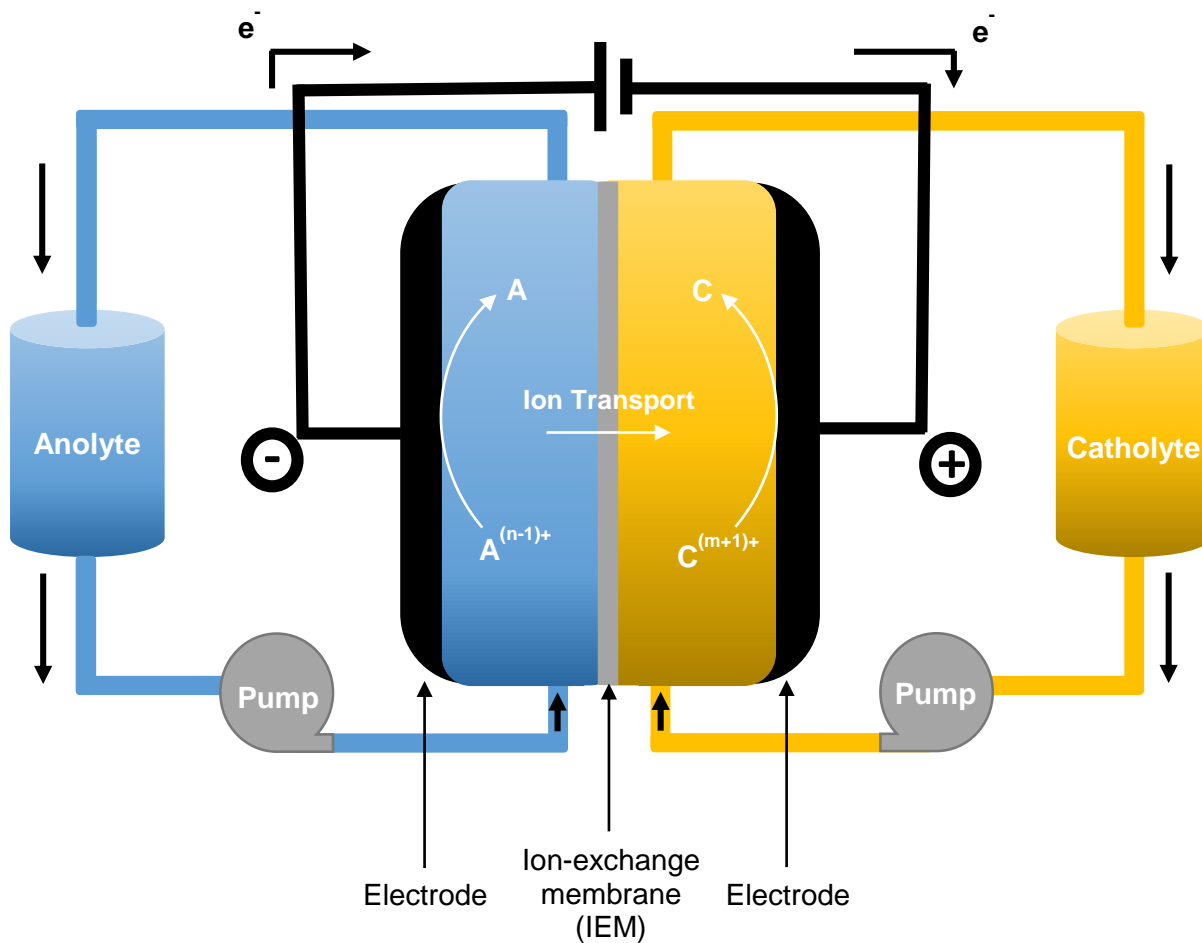 e⁻
e⁻
A
C
Ion Transport
Anolyte
-
+
Catholyte
A⁽ⁿ⁻¹⁾⁺
C⁽ᵐ⁺¹⁾⁺
Pump
Pump
Electrode
Ion-exchange
membrane
(IEM)
Electrode